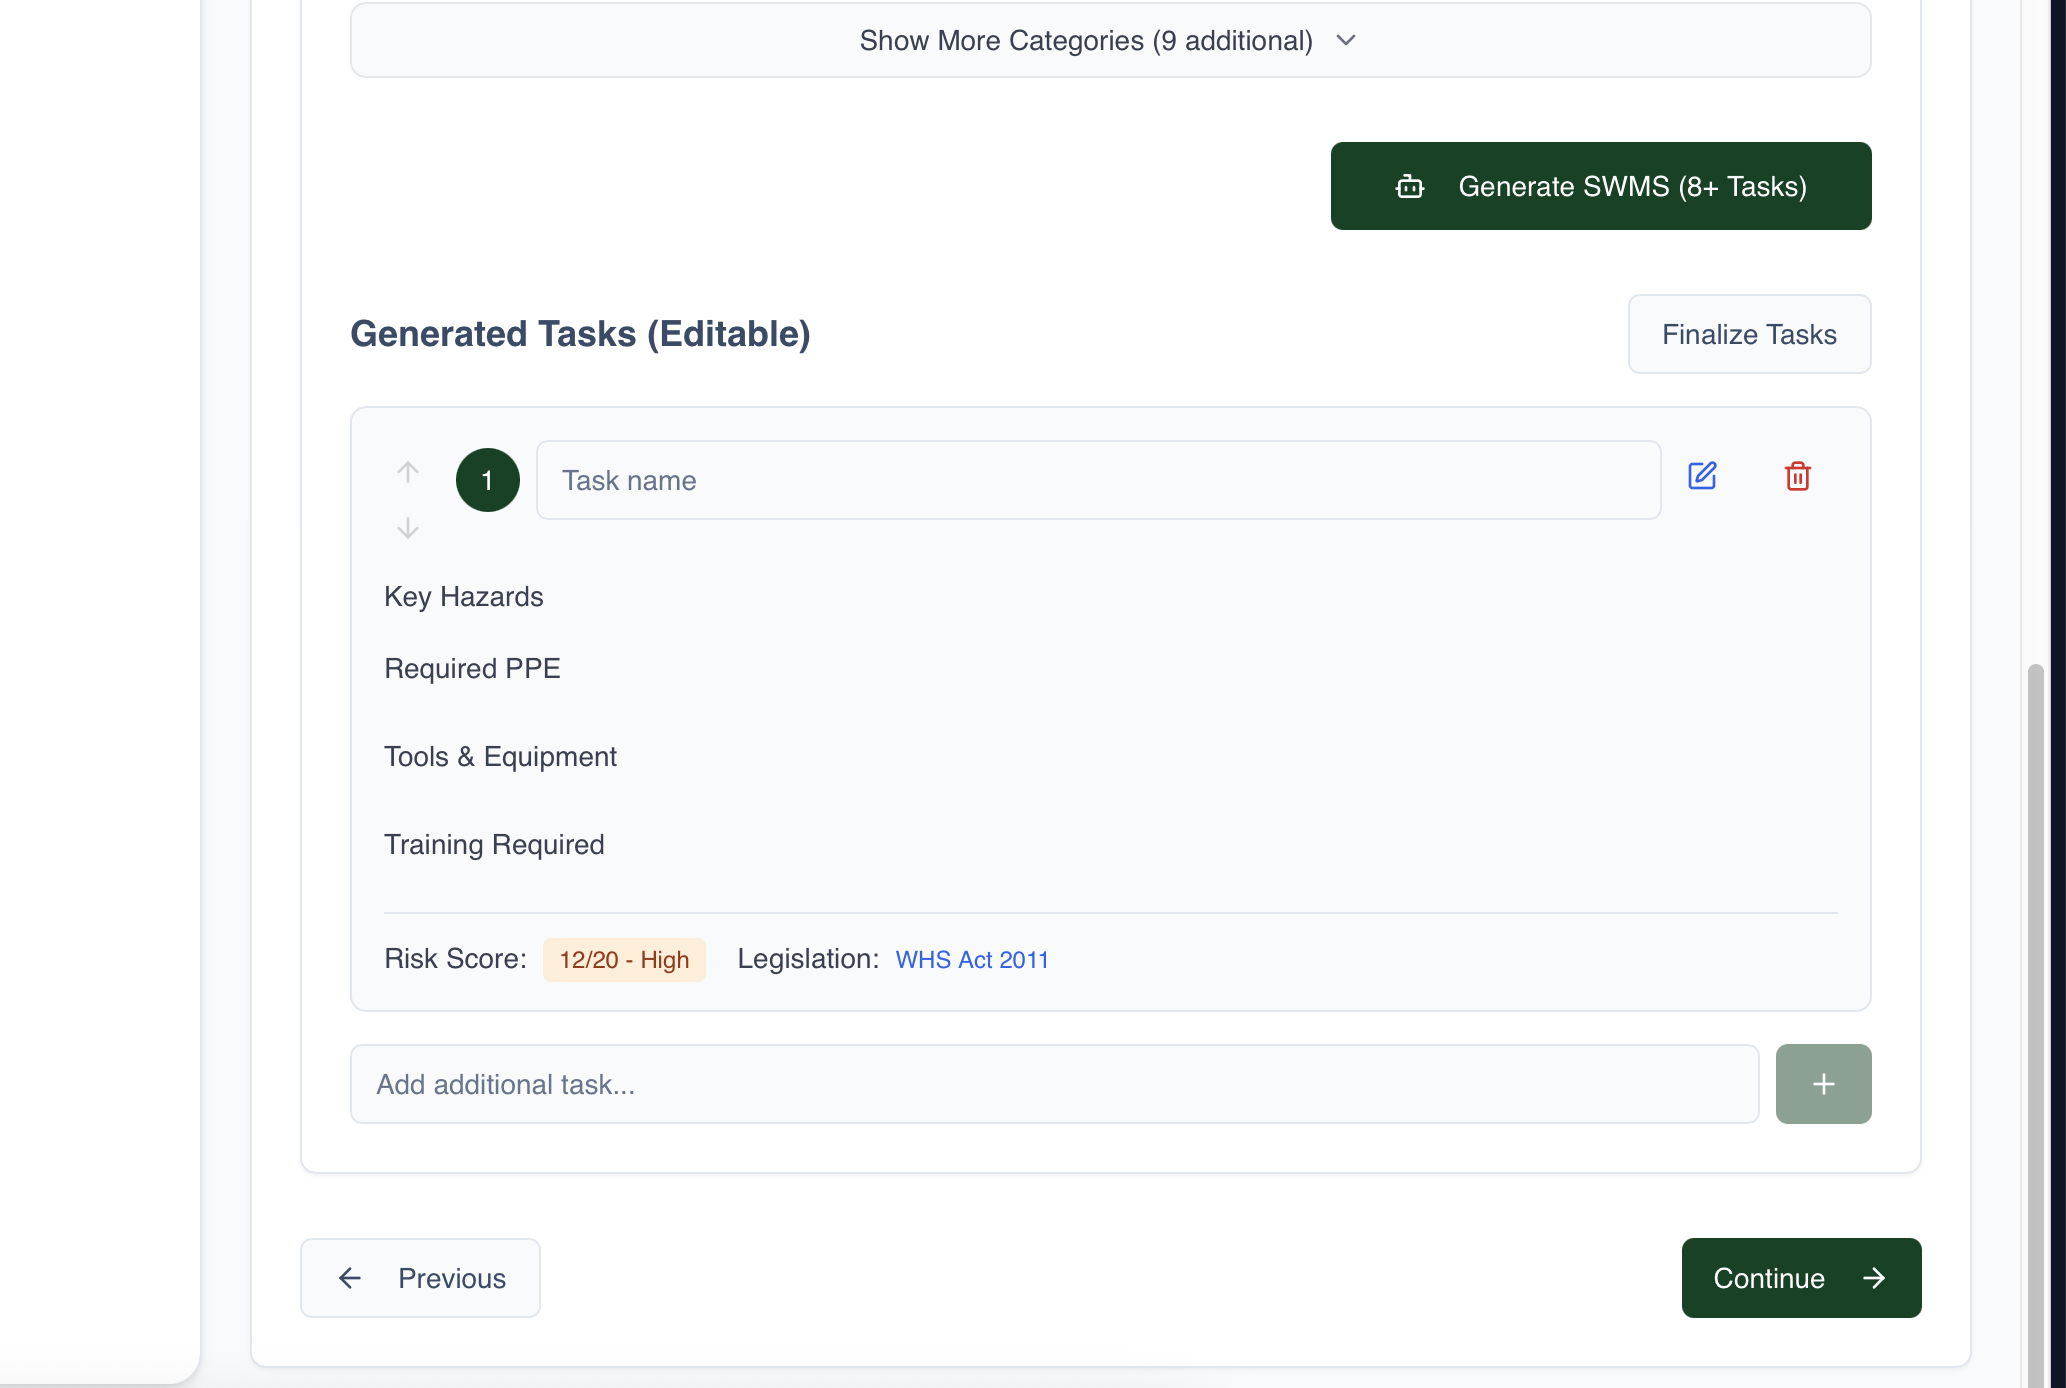 Show More Categories (9 additional)
Generate SWMS (8+ Tasks)
Generated Tasks (Editable)
Finalize Tasks
1
Task name
Key Hazards
Required PPE
Tools & Equipment
Training Required
Risk Score: 12/20 - High Legislation: WHS Act 2011
Add additional task...
Previous
Continue